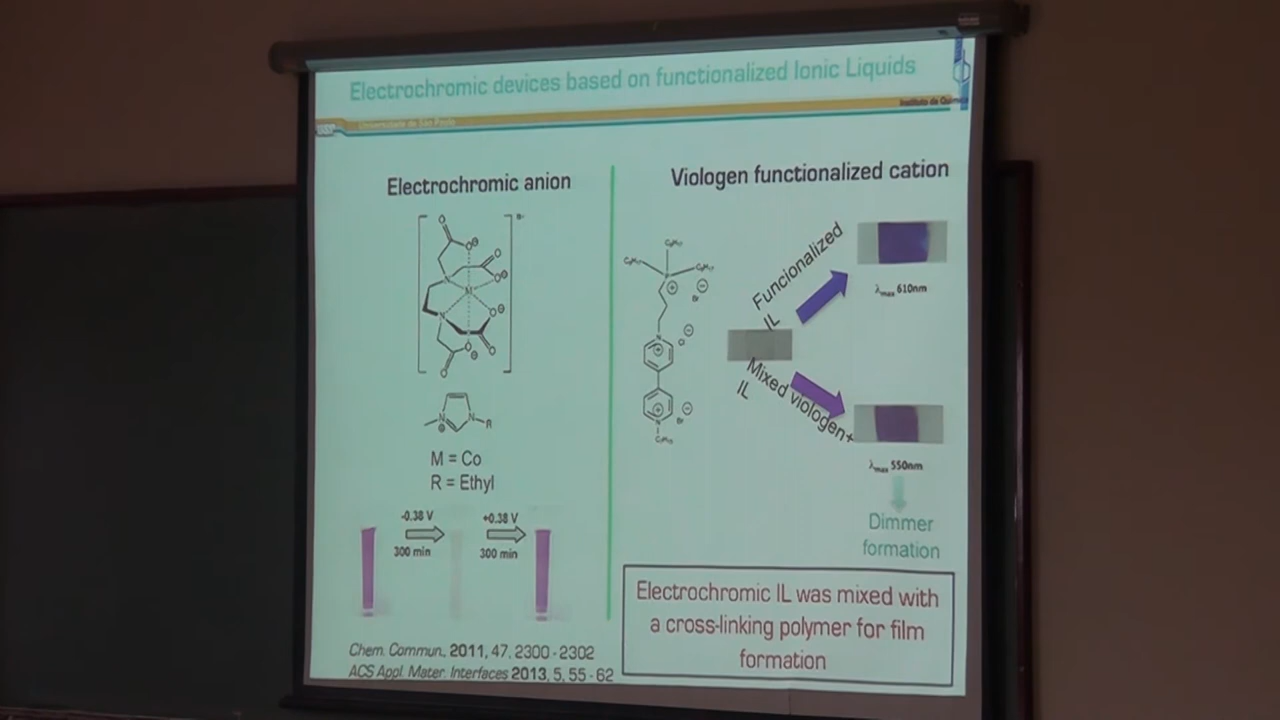 Electrochromic devices based on functionalized Ionic Liquids
Instituto de Química
Universidade de São Paulo
Electrochromic anion
M
N
N
R
M = Co
R = Ethyl
-0.38 V
300 min
+0.38 V
300 min
Chem. Commun., 2011, 47, 2300 - 2302
ACS Appl. Mater. Interfaces 2013, 5, 55 - 62
Viologen functionalized cation
Funcionalized
IL
λmax 610nm
Mixed viologen+
IL
λmax 550nm
Dimmer
formation
Electrochromic IL was mixed with
a cross-linking polymer for film
formation